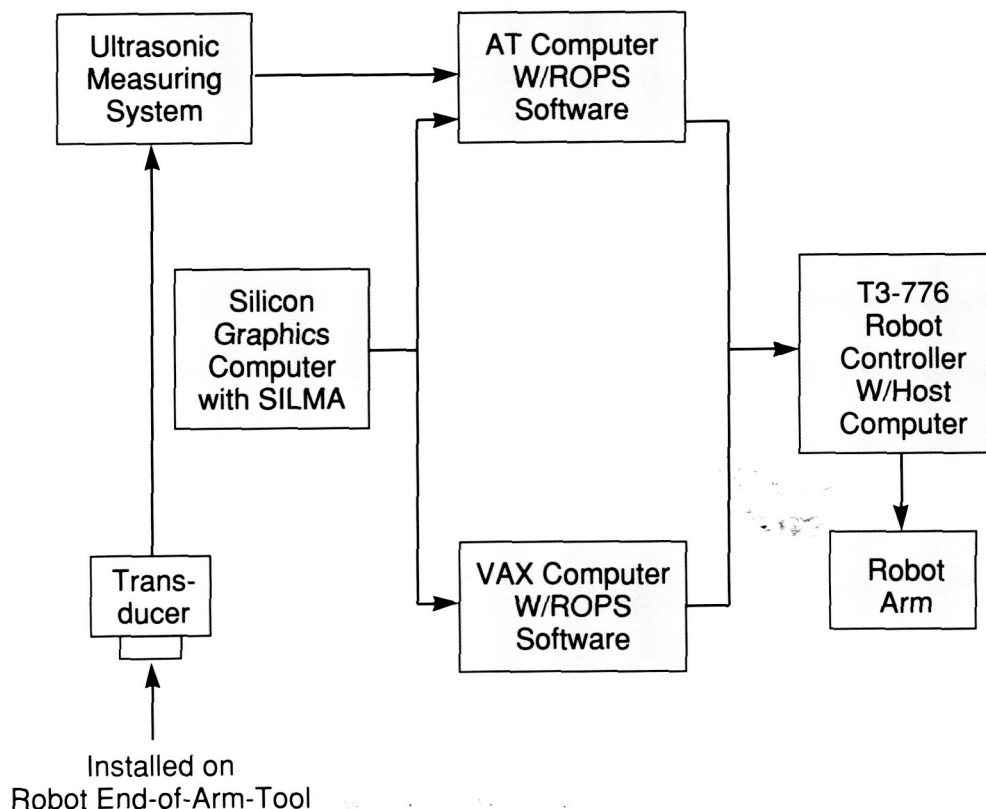 Ultrasonic
Measuring
System
AT Computer
W/ROPS
Software
Silicon
Graphics
Computer
with SILMA
T3-776
Robot
Controller
W/Host
Computer
Trans-
ducer
VAX Computer
W/ROPS
Software
Robot
Arm
Installed on
Robot End-of-Arm-Tool